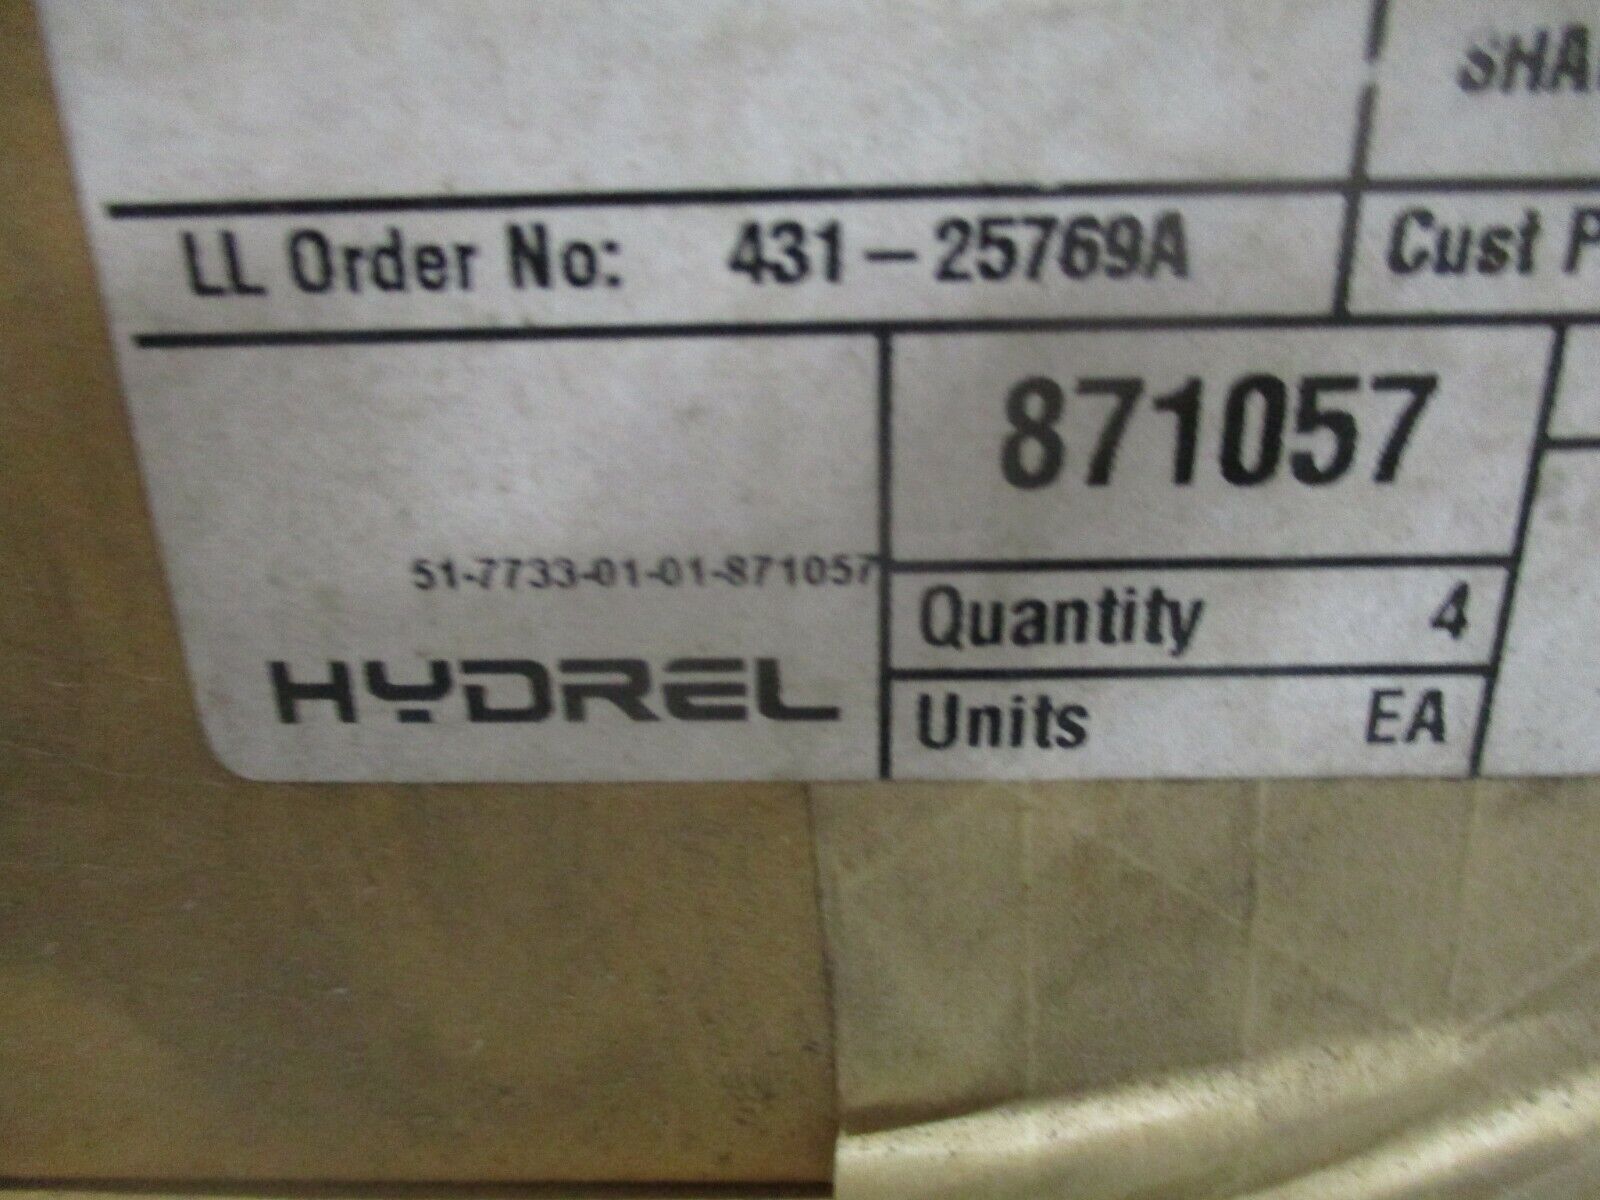 LL Order No: 431-25769A Cust
871057
51-7733-01-01-871057
Quantity 4
HYDREL
Units EA